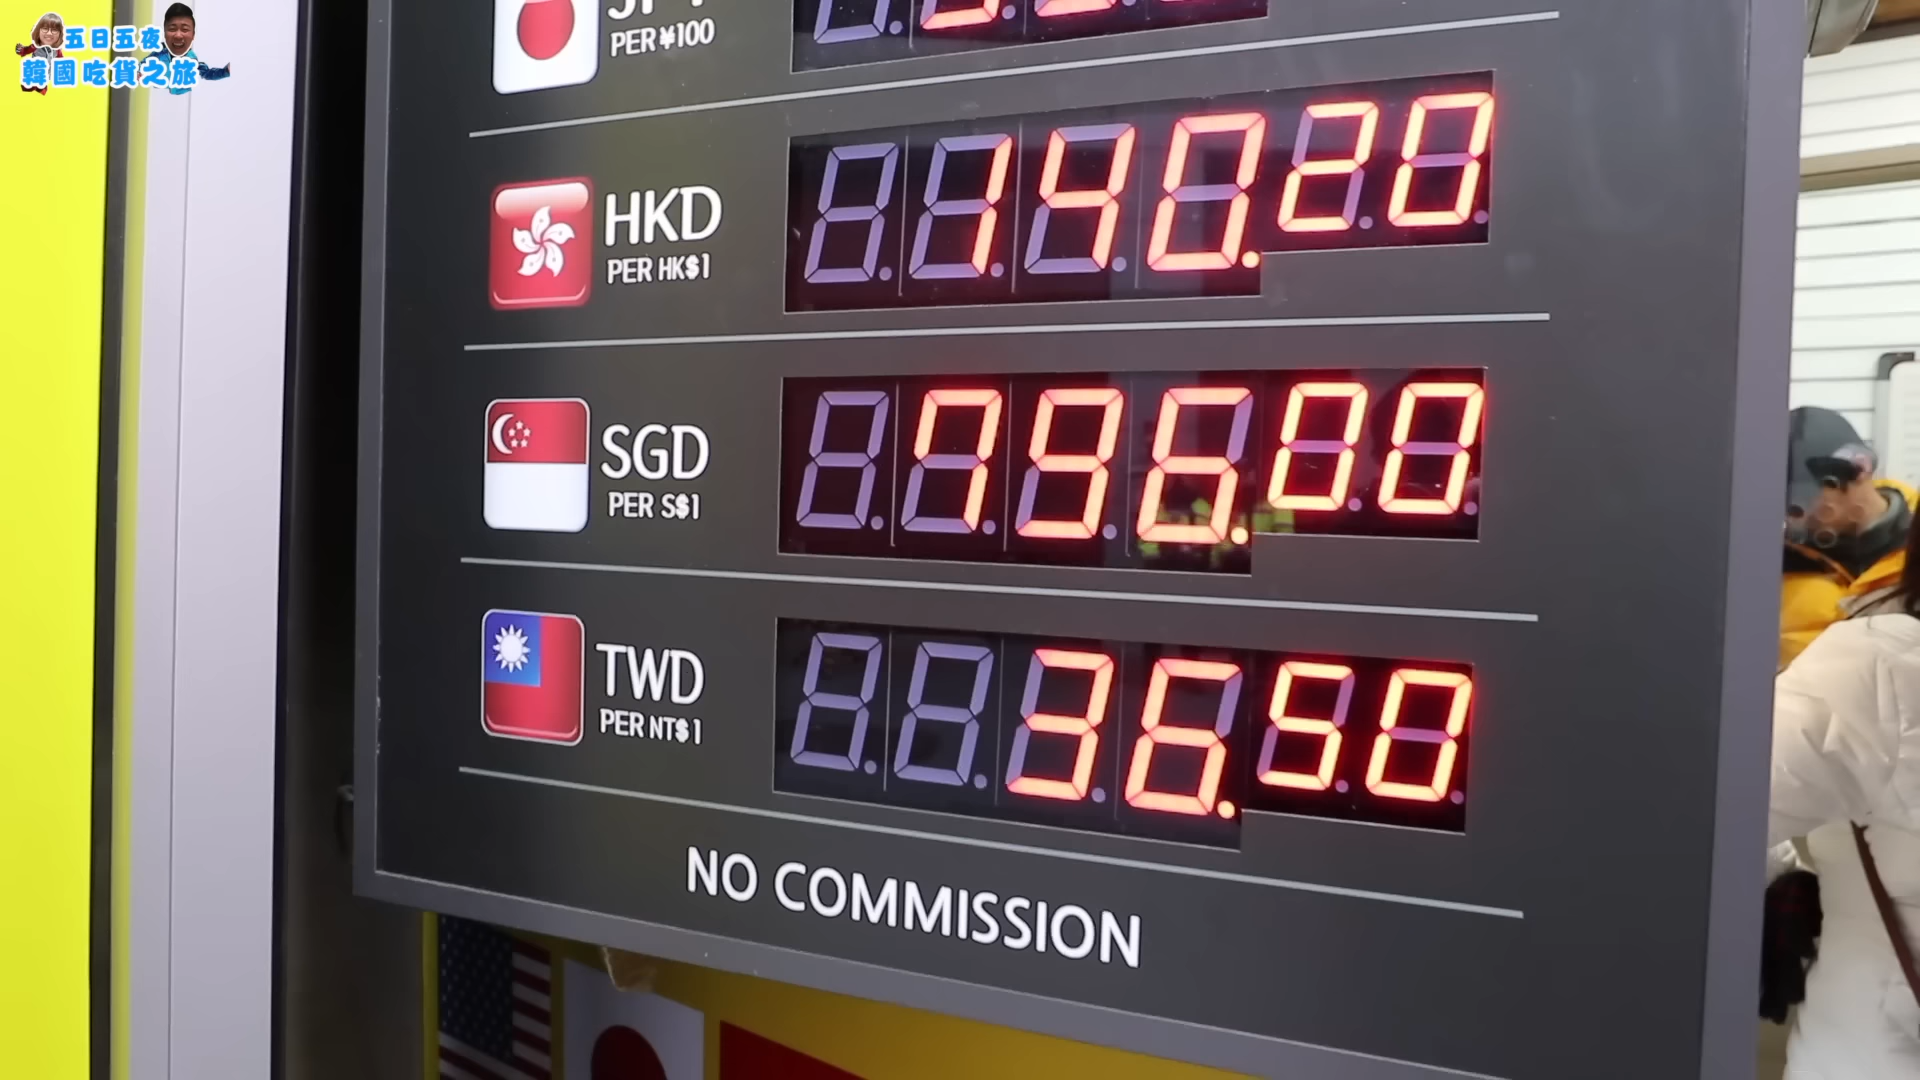 五日五夜
韓國吃貨之旅
PER ¥100
HKD
PER HK$1
140.20
SGD
PER S$1
796.00
TWD
PER NT$1
36.50
NO COMMISSION